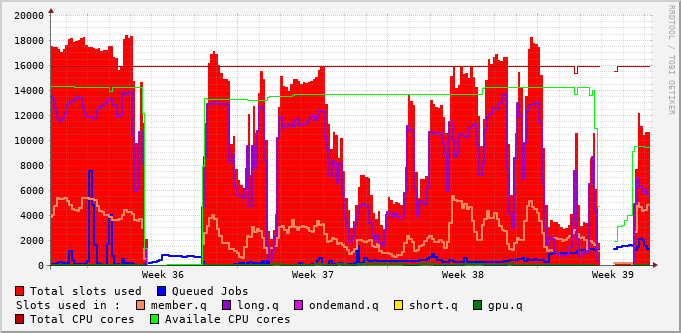 20000
18000
16000
14000
12000
10000
8000
6000
4000
2000
0
Week 36 Week 37 Week 38 Week 39
RRDTOOL / TOBI OETIKER
Total slots used Queued Jobs
Slots used in : member.q long.q ondemand.q short.q gpu.q
Total CPU cores Availale CPU cores